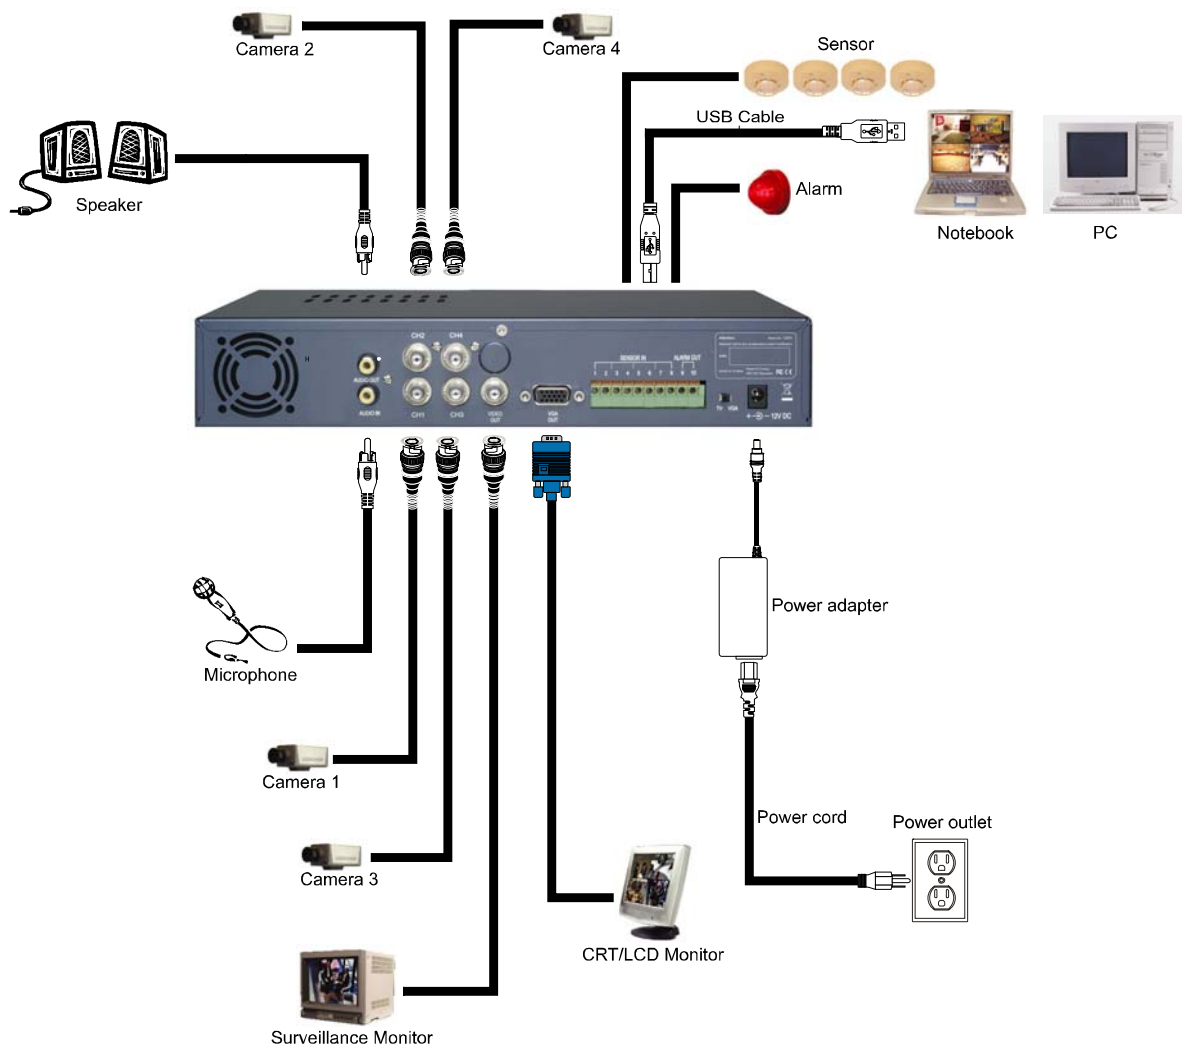 Camera 2
Camera 4
Sensor
USB Cable
Alarm
Speaker
Notebook
PC
CH2
CH4
SENSOR IN
ALARM OUT
1 2 3 4 5 6 7 8 9 10
AUDIO OUT
AUDIO IN
CH1
CH3
VIDEO OUT
VGA OUT
TV VGA
12V DC
Power adapter
Microphone
Camera 1
Power cord
Power outlet
Camera 3
CRT/LCD Monitor
Surveillance Monitor